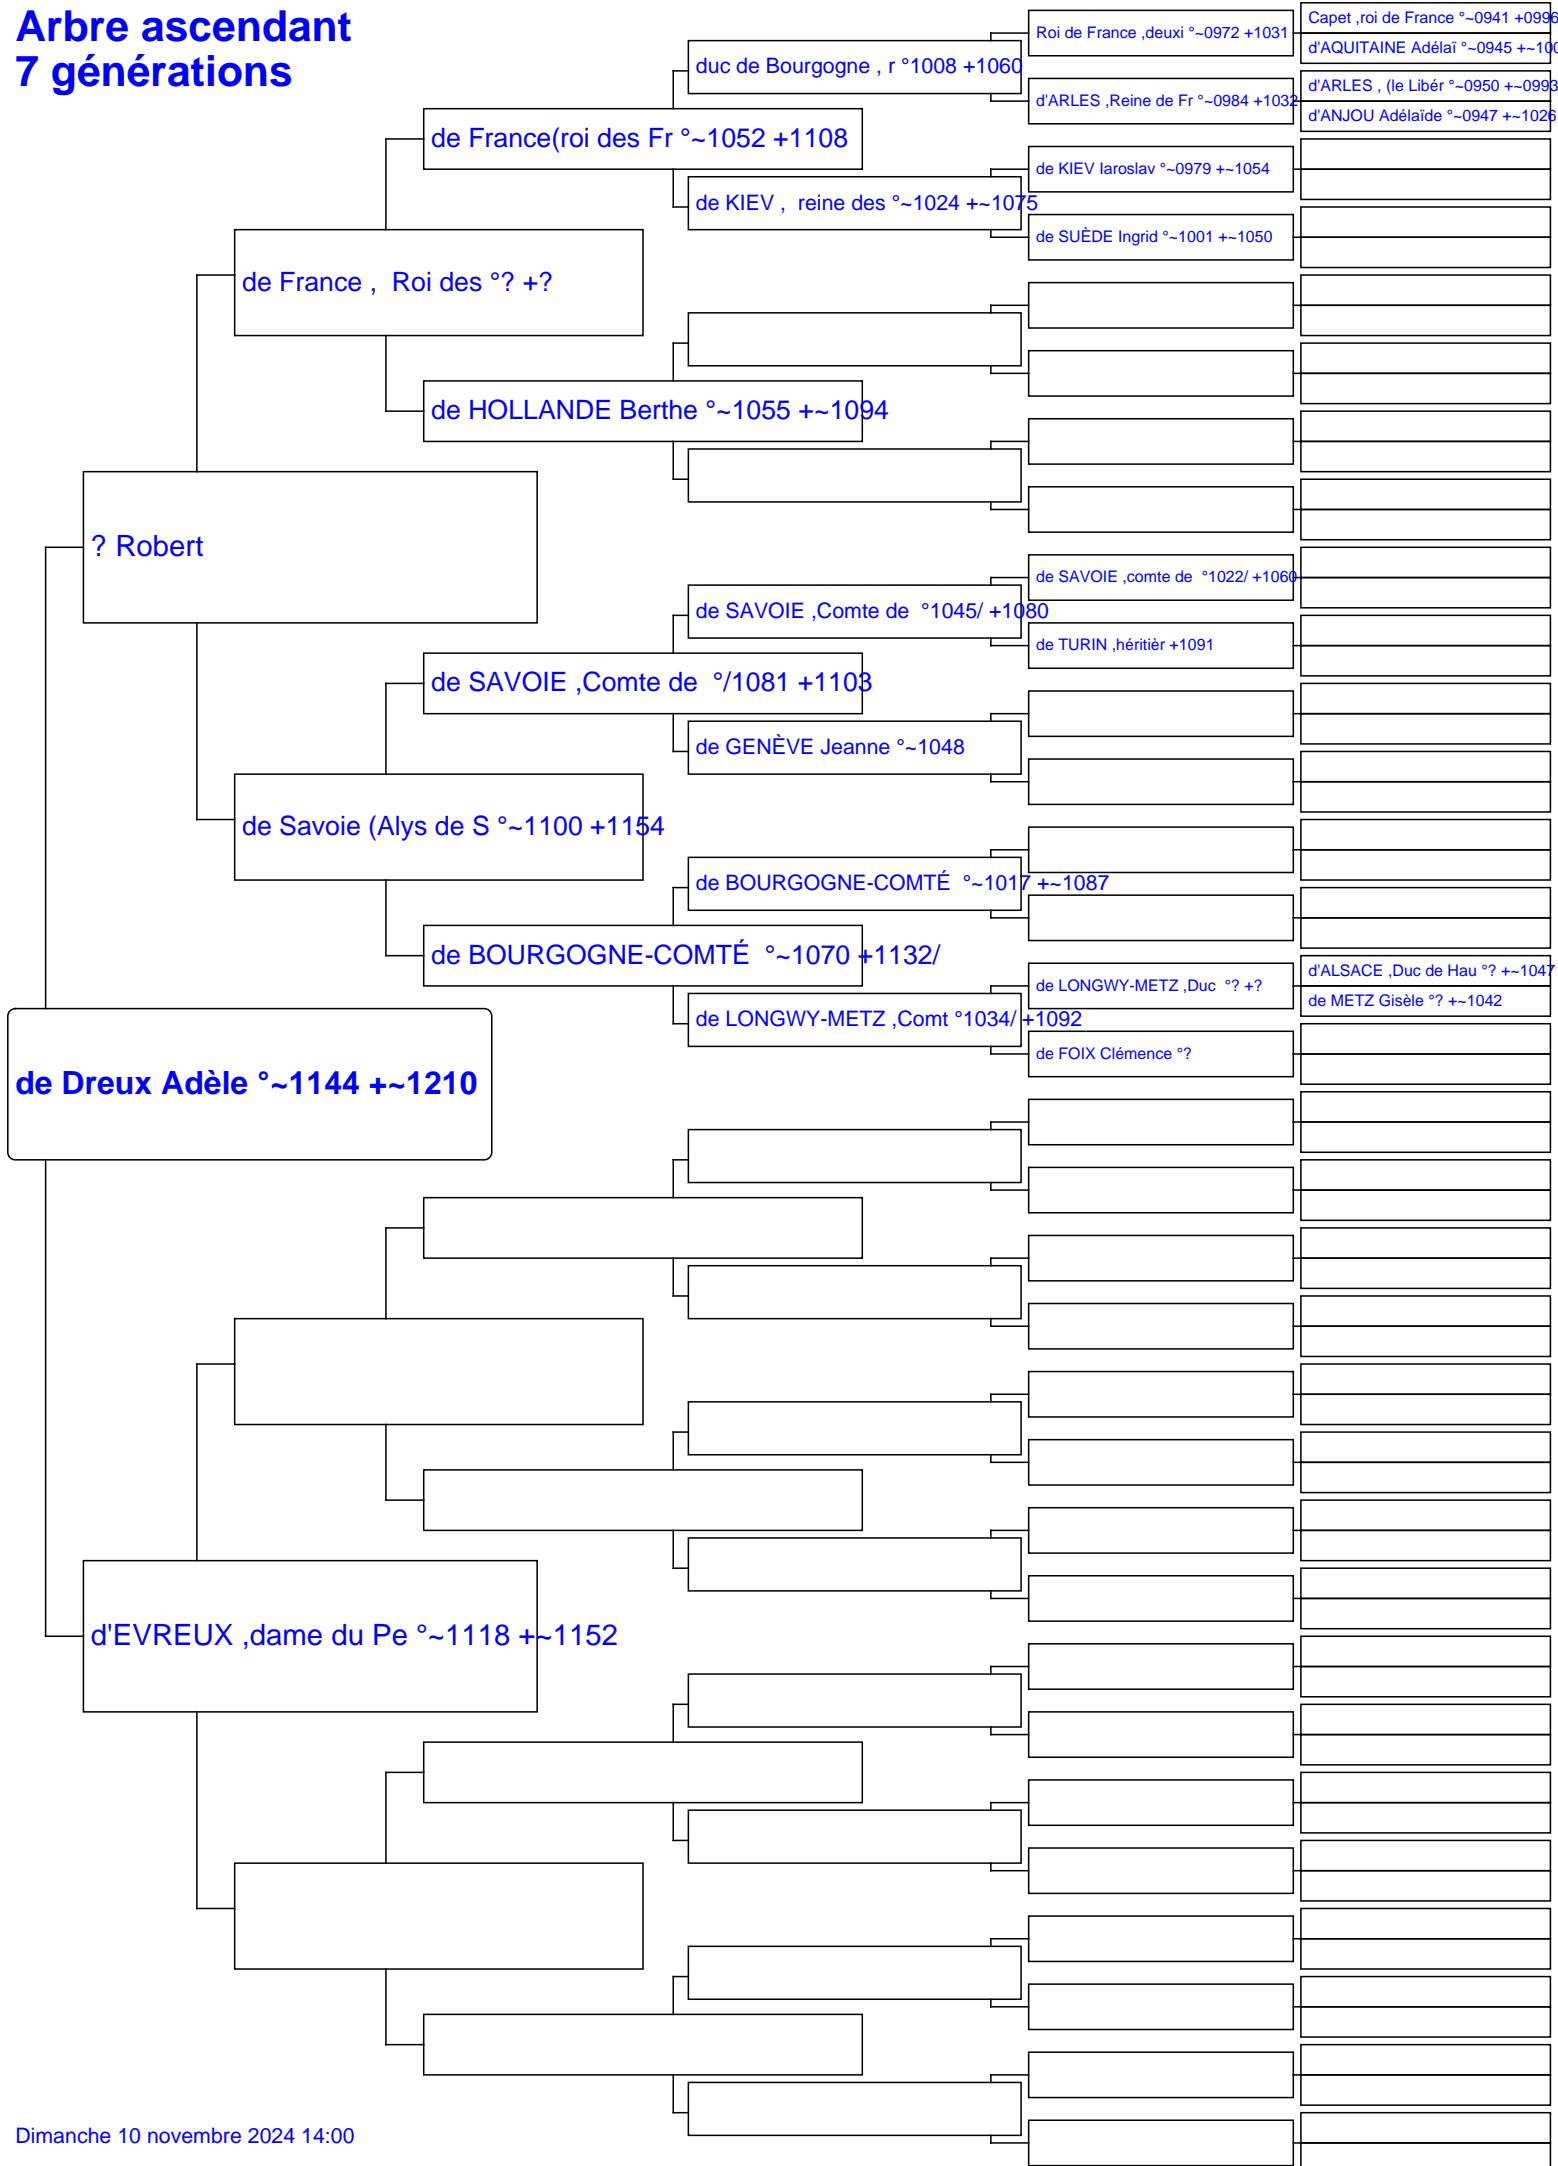 Arbre ascendant
7 générations
Roi de France ,deuxi °~0972 +1031
Capet ,roi de France °~0941 +0996
d'AQUITAINE Adélaï °~0945 +~100
duc de Bourgogne , r °1008 +1060
d'ARLES ,Reine de Fr °~0984 +1032
d'ARLES , (le Libér °~0950 +~0993
d'ANJOU Adélaïde °~0947 +~1026
de France(roi des Fr °~1052 +1108
de KIEV Iaroslav °~0979 +~1054
de KIEV ,  reine des °~1024 +~1075
de SUÈDE Ingrid °~1001 +~1050
de France ,  Roi des °? +?
de HOLLANDE Berthe °~1055 +~1094
? Robert
de SAVOIE ,comte de  °1022/ +1060
de SAVOIE ,Comte de  °1045/ +1080
de TURIN ,héritièr +1091
de SAVOIE ,Comte de  °/1081 +1103
de GENÈVE Jeanne °~1048
de Savoie (Alys de S °~1100 +1154
de BOURGOGNE-COMTÉ  °~1017 +~1087
de BOURGOGNE-COMTÉ  °~1070 +1132/
de LONGWY-METZ ,Duc  °? +?
d'ALSACE ,Duc de Hau °? +~1047
de METZ Gisèle °? +~1042
de LONGWY-METZ ,Comt °1034/ +1092
de FOIX Clémence °?
de Dreux Adèle °~1144 +~1210
d'EVREUX ,dame du Pe °~1118 +~1152
Dimanche 10 novembre 2024 14:00